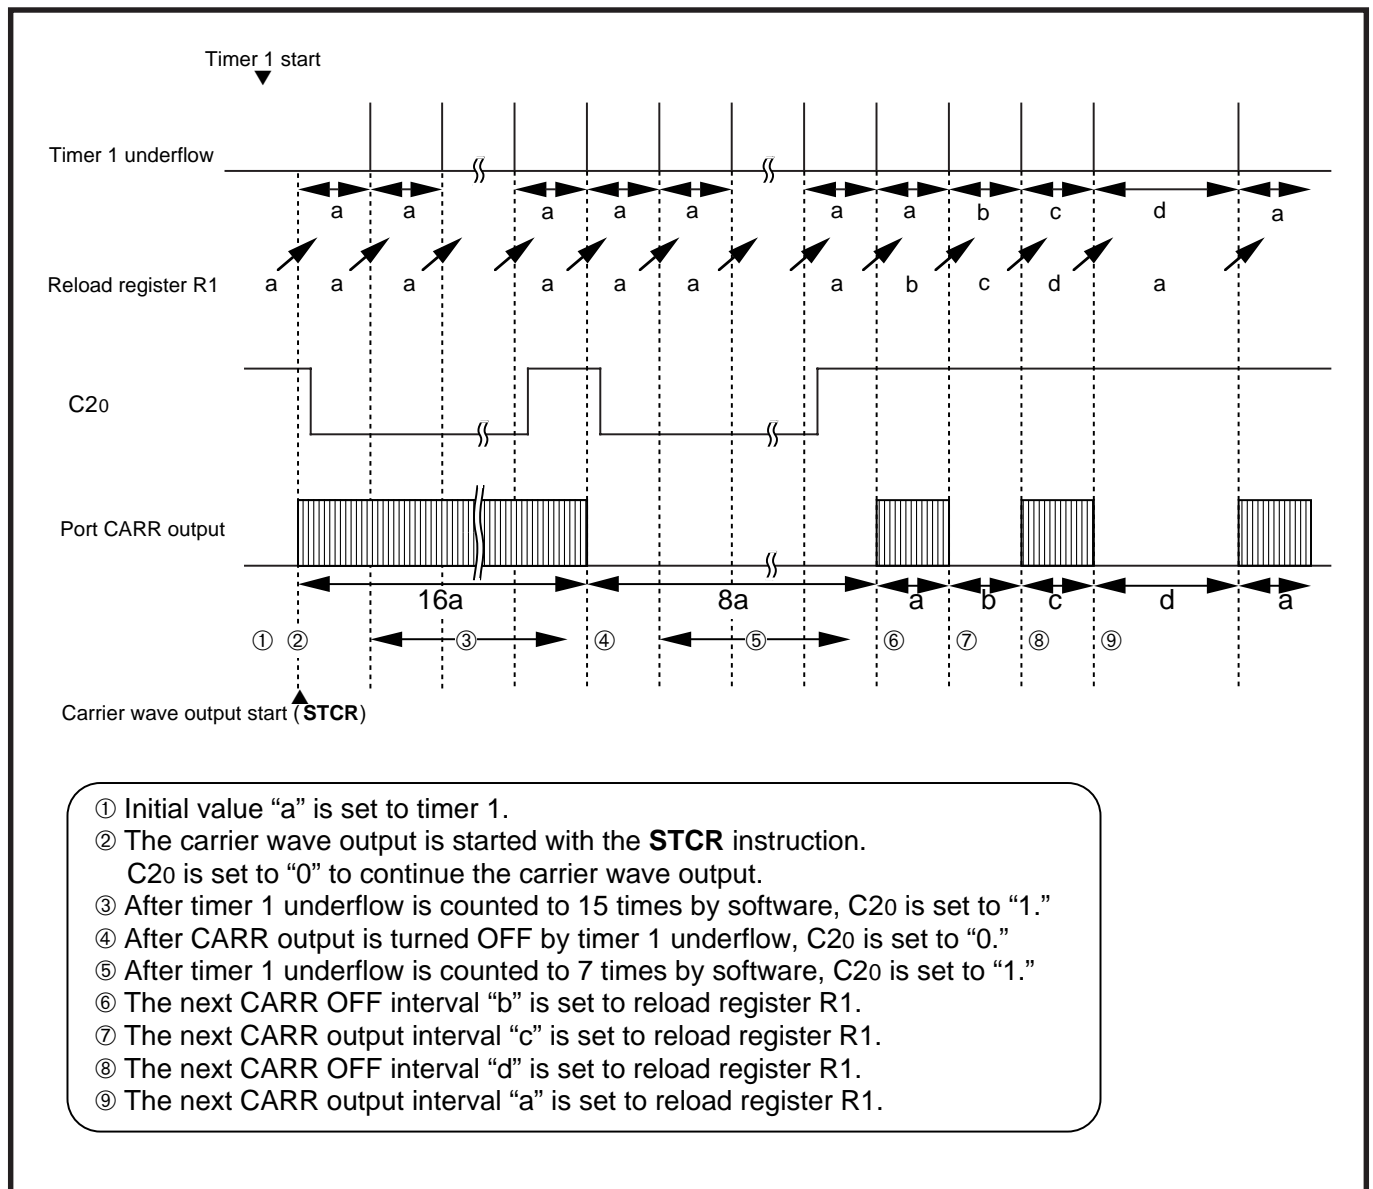 Timer 1 start
Timer 1 underflow
a a a a a a a b c d a
Reload register R1 a a a a a a a b c d a
C20
Port CARR output
16a 8a a b c d a
① ② ③ ④ ⑤ ⑥ ⑦ ⑧ ⑨
Carrier wave output start (STCR)
① Initial value “a” is set to timer 1.
② The carrier wave output is started with the STCR instruction.
C20 is set to “0” to continue the carrier wave output.
③ After timer 1 underflow is counted to 15 times by software, C20 is set to “1.”
④ After CARR output is turned OFF by timer 1 underflow, C20 is set to “0.”
⑤ After timer 1 underflow is counted to 7 times by software, C20 is set to “1.”
⑥ The next CARR OFF interval “b” is set to reload register R1.
⑦ The next CARR output interval “c” is set to reload register R1.
⑧ The next CARR OFF interval “d” is set to reload register R1.
⑨ The next CARR output interval “a” is set to reload register R1.